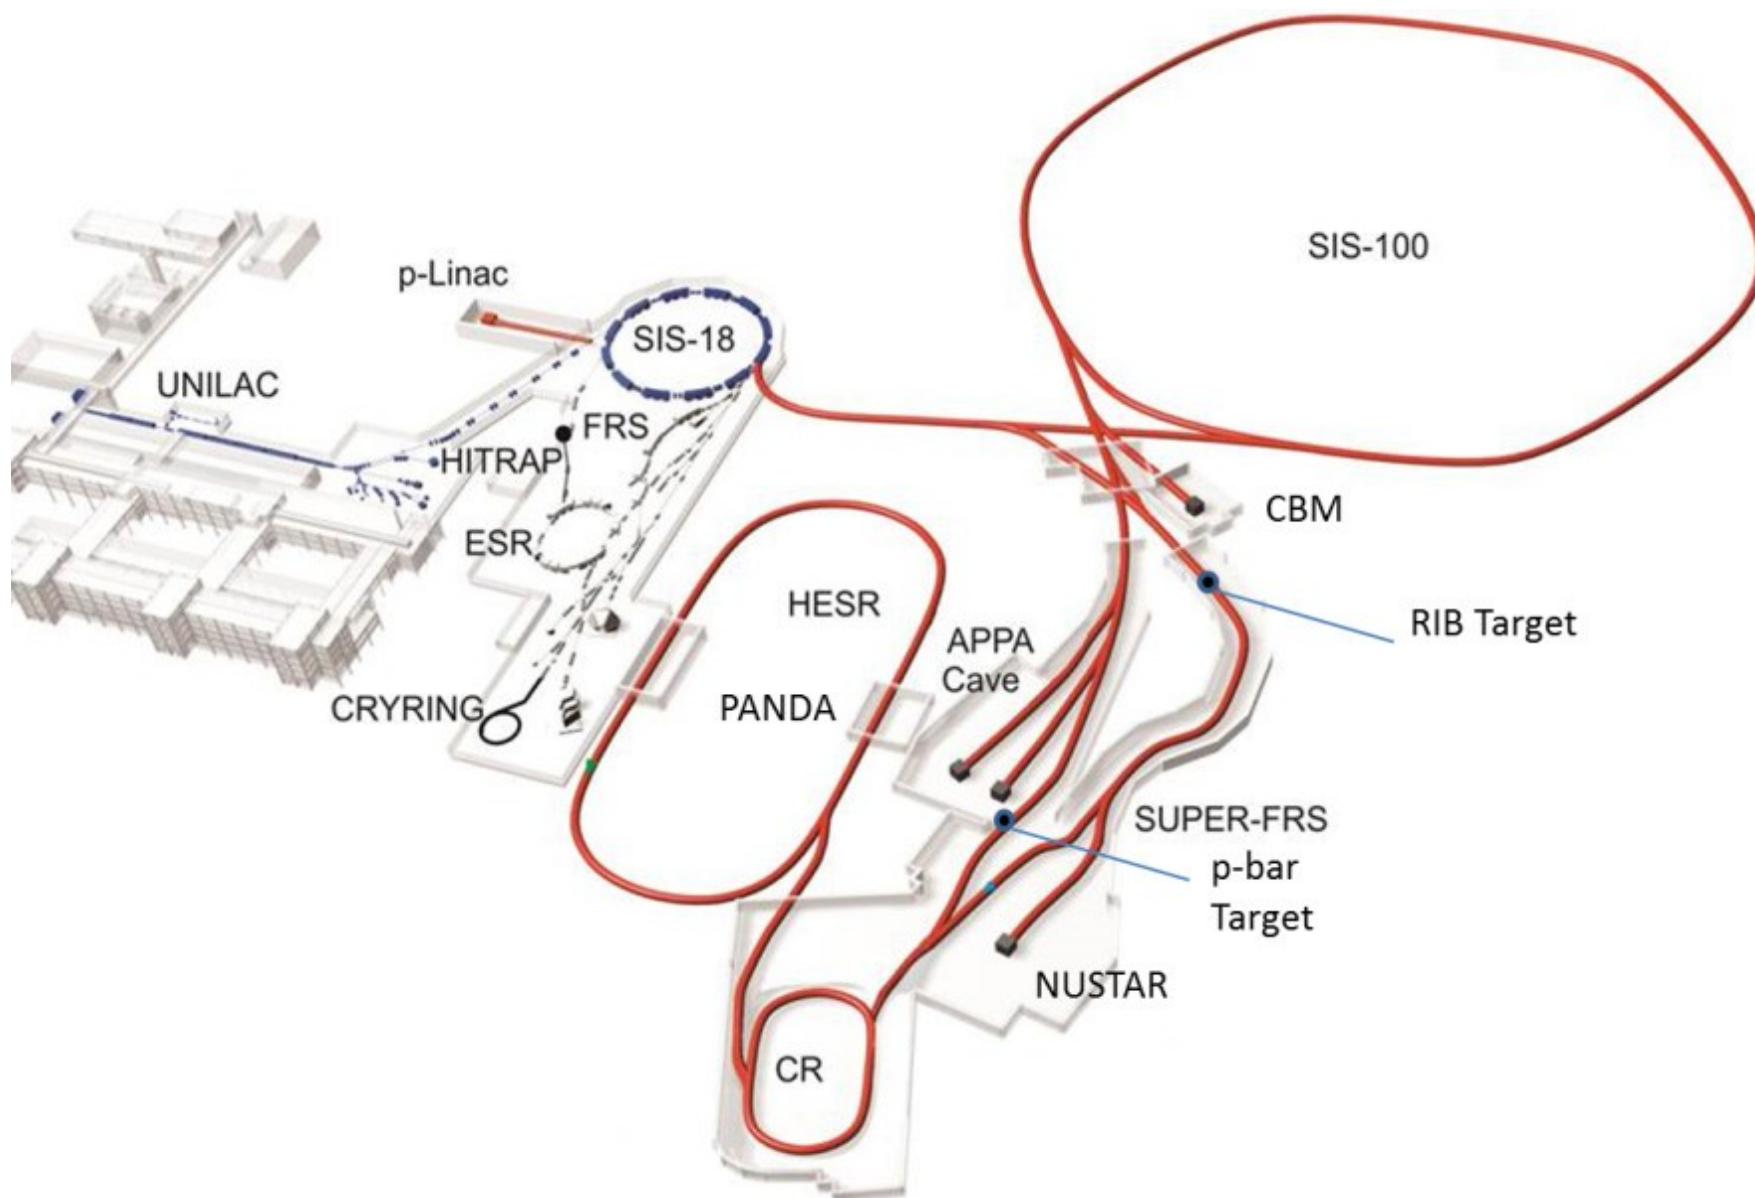 SIS-100
p-Linac
SIS-18
UNILAC
FRS
HITRAP
CBM
ESR
HESR
RIB Target
APPA
Cave
CRYRING
PANDA
SUPER-FRS
p-bar
Target
NUSTAR
CR